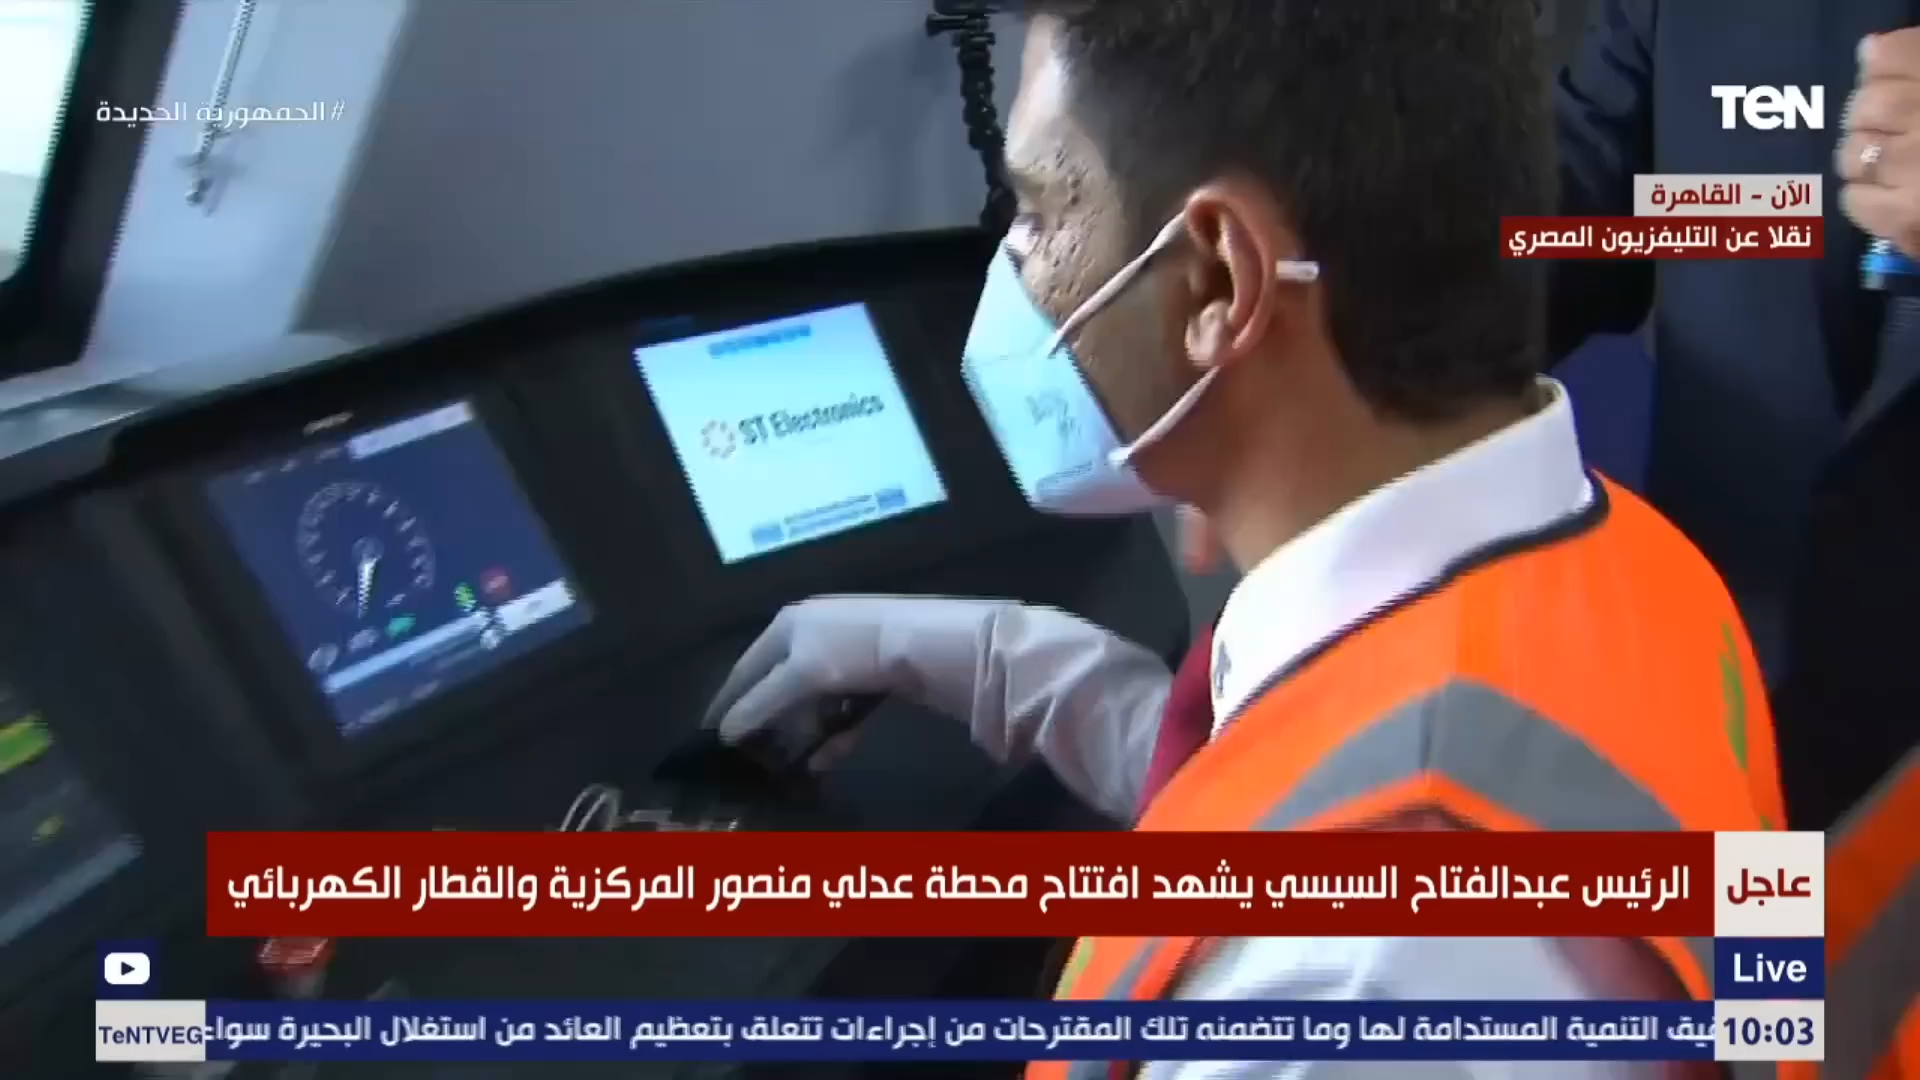 #الجمهورية الجديدة
TeN
الآن - القاهرة
نقلا عن التليفزيون المصري
ST Electronics
عاجل
الرئيس عبدالفتاح السيسي يشهد افتتاح محطة عدلي منصور المركزية والقطار الكهربائي
Live
10:03
التنمية المستدامة لها وما تتضمنه تلك المقترحات من إجراءات تتعلق بتعظيم العائد من استغلال البحيرة سواء
TeNTVEG